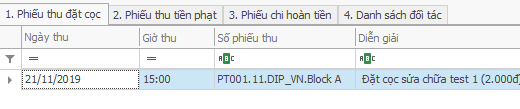 1. Phiếu thu đặt cọc 2. Phiếu thu tiền phạt 3. Phiếu chi hoàn tiền 4. Danh sách đối tác
Ngày thu Giờ thu Số phiếu thu Diễn giải
= = ABC ABC
21/11/2019 15:00 PT001.11.DIP_VN.Block A Đặt cọc sửa chữa test 1 (2.000đ)